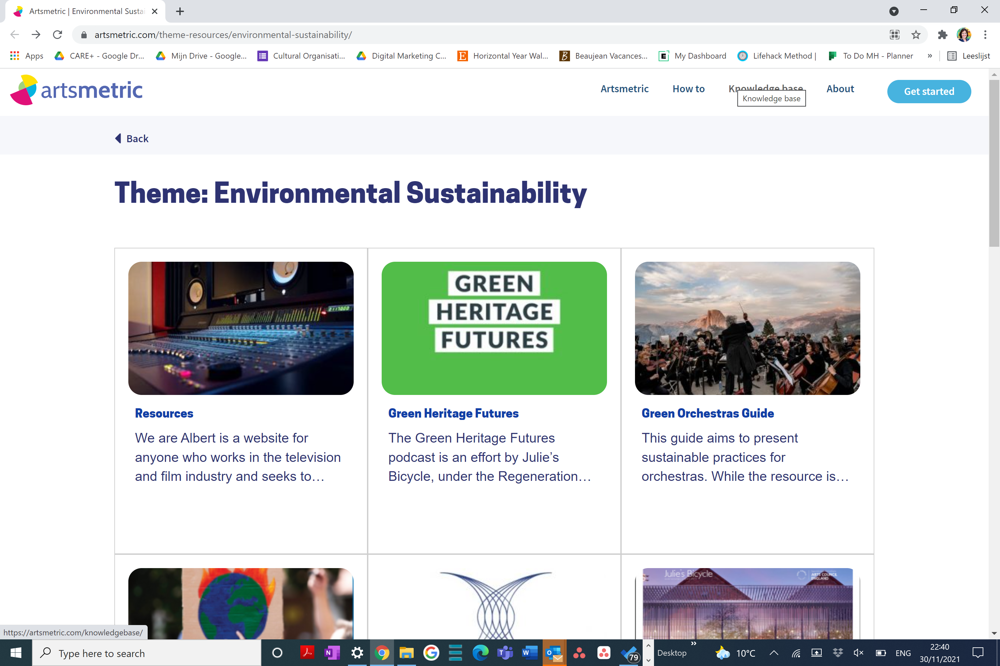 Artsmetric | Environmental Sustai
artsmetric.com/theme-resources/environmental-sustainability/
Apps
CARE+ - Google Dr...
Mijn Drive - Google...
Cultural Organisati...
Digital Marketing C...
Horizontal Year Wal...
Beaujean Vacances...
My Dashboard
Lifehack Method |
To Do MH - Planner
»
Leeslijst
artsmetric
Artsmetric
How to
Knowledge base
About
Get started
Knowledge base
Back
Theme: Environmental Sustainability
GREEN
HERITAGE
FUTURES
Resources
We are Albert is a website for
anyone who works in the television
and film industry and seeks to…
Green Heritage Futures
The Green Heritage Futures
podcast is an effort by Julie’s
Bicycle, under the Regeneration…
Green Orchestras Guide
This guide aims to present
sustainable practices for
orchestras. While the resource is…
Julie's Bicycle
ARTS COUNCIL
ENGLAND
https://artsmetric.com/knowledgebase/
Type here to search
79
Desktop
»
10°C
ENG
22:40
30/11/2021